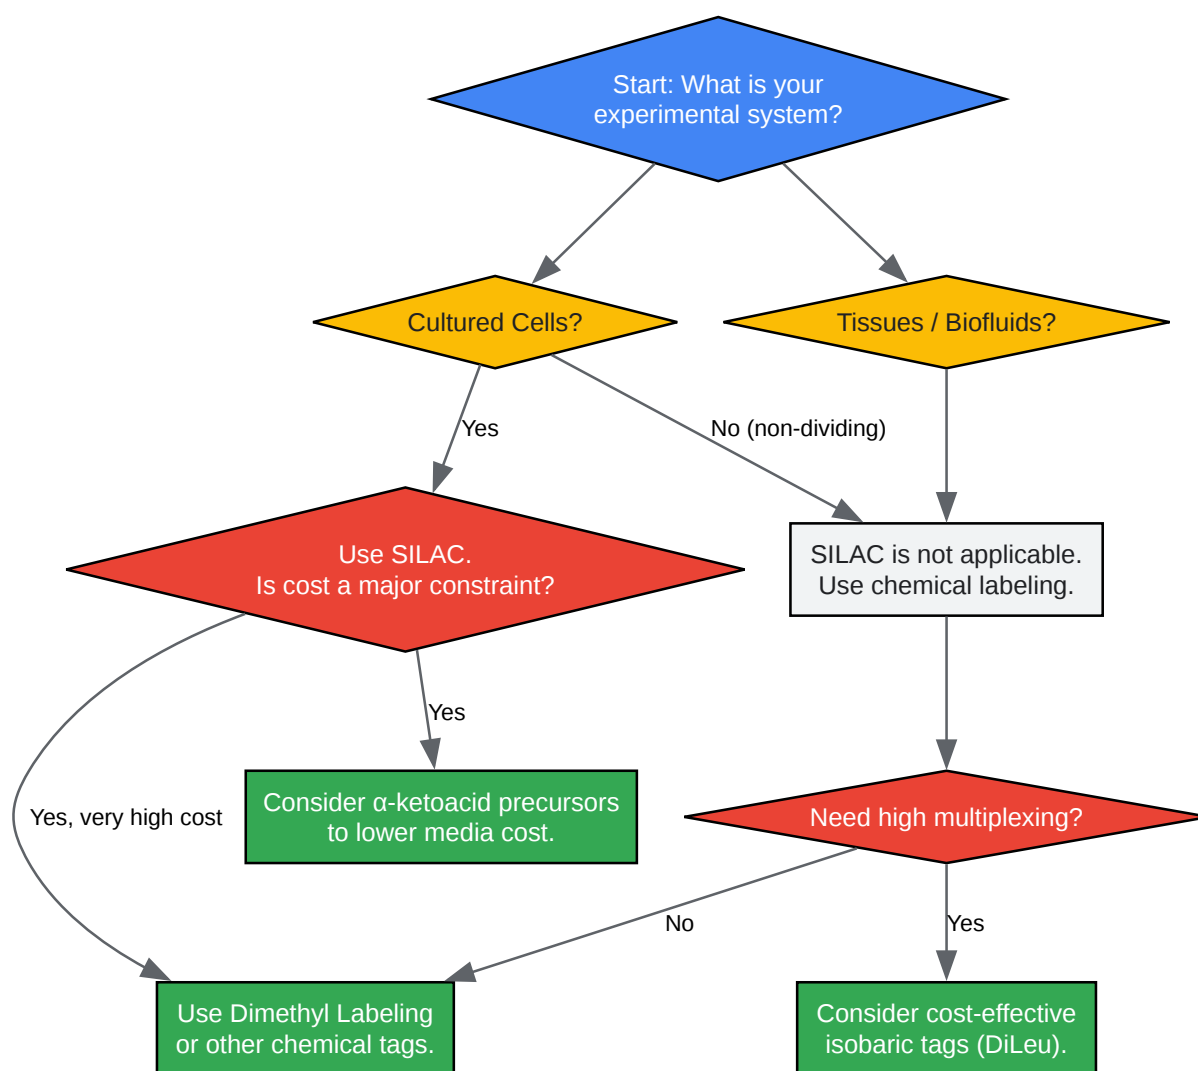 Start: What is your
experimental system?
Cultured Cells?
Tissues / Biofluids?
Yes
No (non-dividing)
Use SILAC.
Is cost a major constraint?
SILAC is not applicable.
Use chemical labeling.
Yes
Consider α-ketoacid precursors
to lower media cost.
Yes, very high cost
Need high multiplexing?
No
Yes
Use Dimethyl Labeling
or other chemical tags.
Consider cost-effective
isobaric tags (DiLeu).